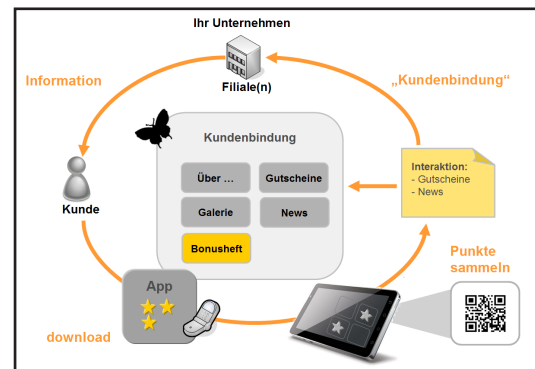 Ihr Unternehmen
Filiale(n)
Information
„Kundenbindung“
Kundenbindung
Über ...
Gutscheine
Galerie
News
Bonusheft
Interaktion:
- Gutscheine
- News
Kunde
Punkte
sammeln
App
download